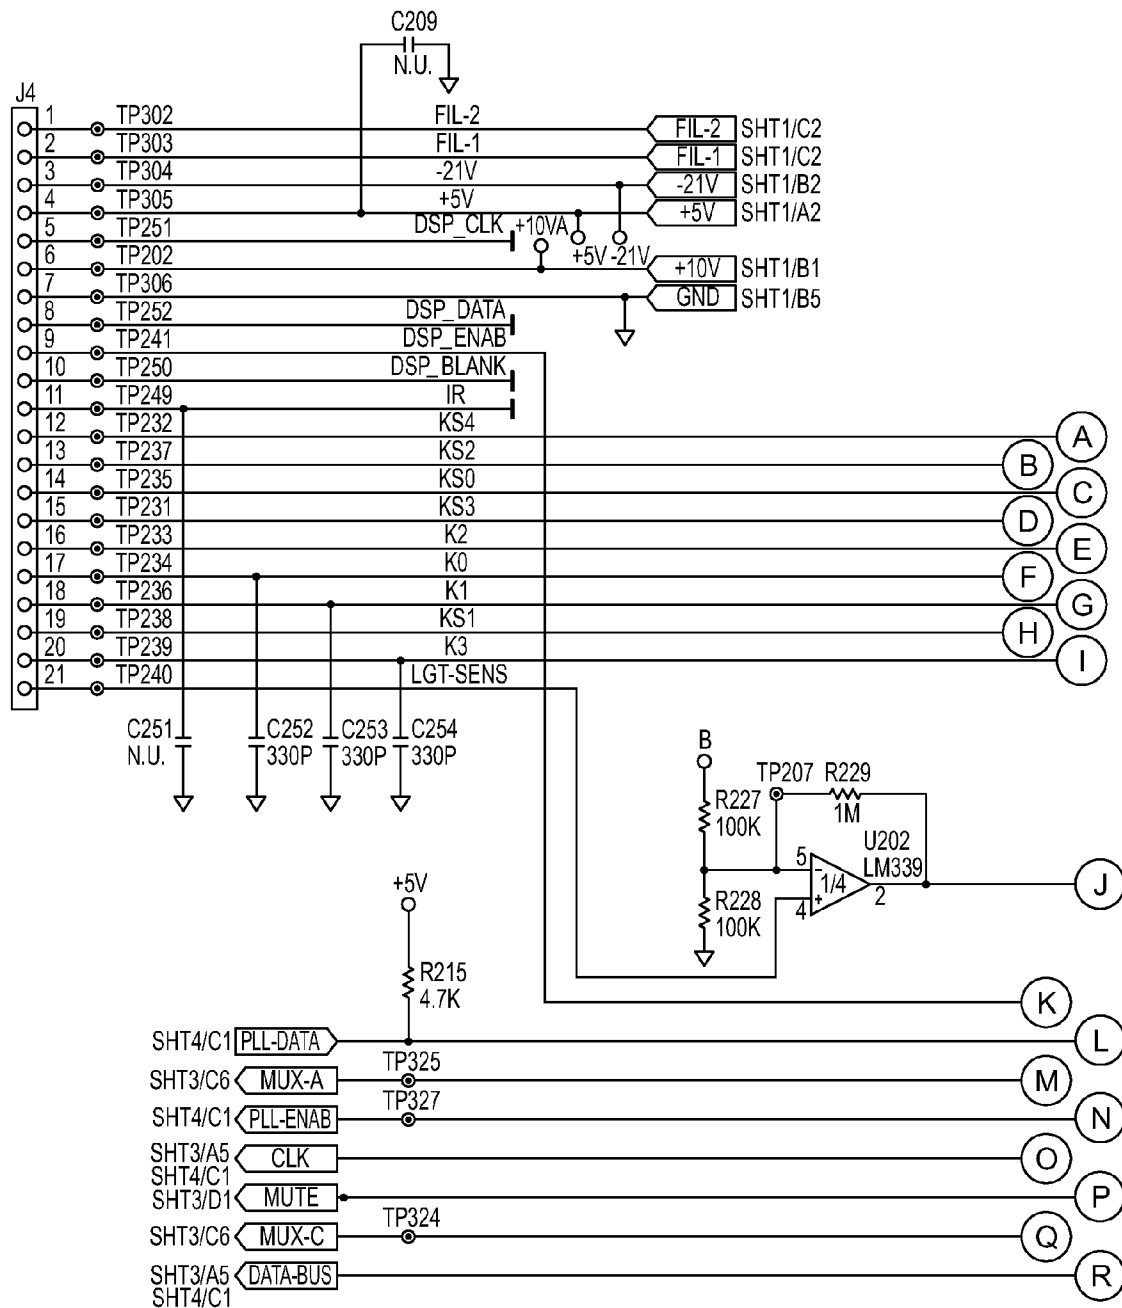 C209
N.U.
J4
1 TP302 FIL-2 FIL-2 SHT1/C2
2 TP303 FIL-1 FIL-1 SHT1/C2
3 TP304 -21V -21V SHT1/B2
4 TP305 +5V +5V SHT1/A2
5 TP251 DSP_CLK +10VA
+5V -21V
6 TP202 +10V SHT1/B1
7 TP306 GND SHT1/B5
8 TP252 DSP_DATA
9 TP241 DSP_ENAB
10 TP250 DSP_BLANK
11 TP249 IR
12 TP232 KS4 A
13 TP237 KS2 B
14 TP235 KS0 C
15 TP231 KS3 D
16 TP233 K2 E
17 TP234 K0 F
18 TP236 K1 G
19 TP238 KS1 H
20 TP239 K3 I
21 TP240 LGT-SENS
C251 C252 C253 C254
N.U. 330P 330P 330P
B
TP207 R229
1M
R227
100K
U202
LM339
5 - 1/4 2
4 +
J
R228
100K
+5V
R215
4.7K
K
SHT4/C1 PLL-DATA L
SHT3/C6 MUX-A TP325 M
SHT4/C1 PLL-ENAB TP327 N
SHT3/A5 CLK O
SHT4/C1
SHT3/D1 MUTE P
SHT3/C6 MUX-C TP324 Q
SHT3/A5 DATA-BUS R
SHT4/C1